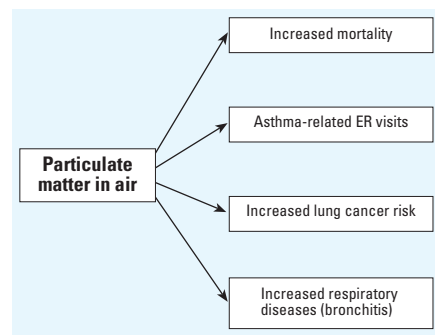 Increased mortality
Asthma-related ER visits
Particulate
matter in air
Increased lung cancer risk
Increased respiratory
diseases (bronchitis)